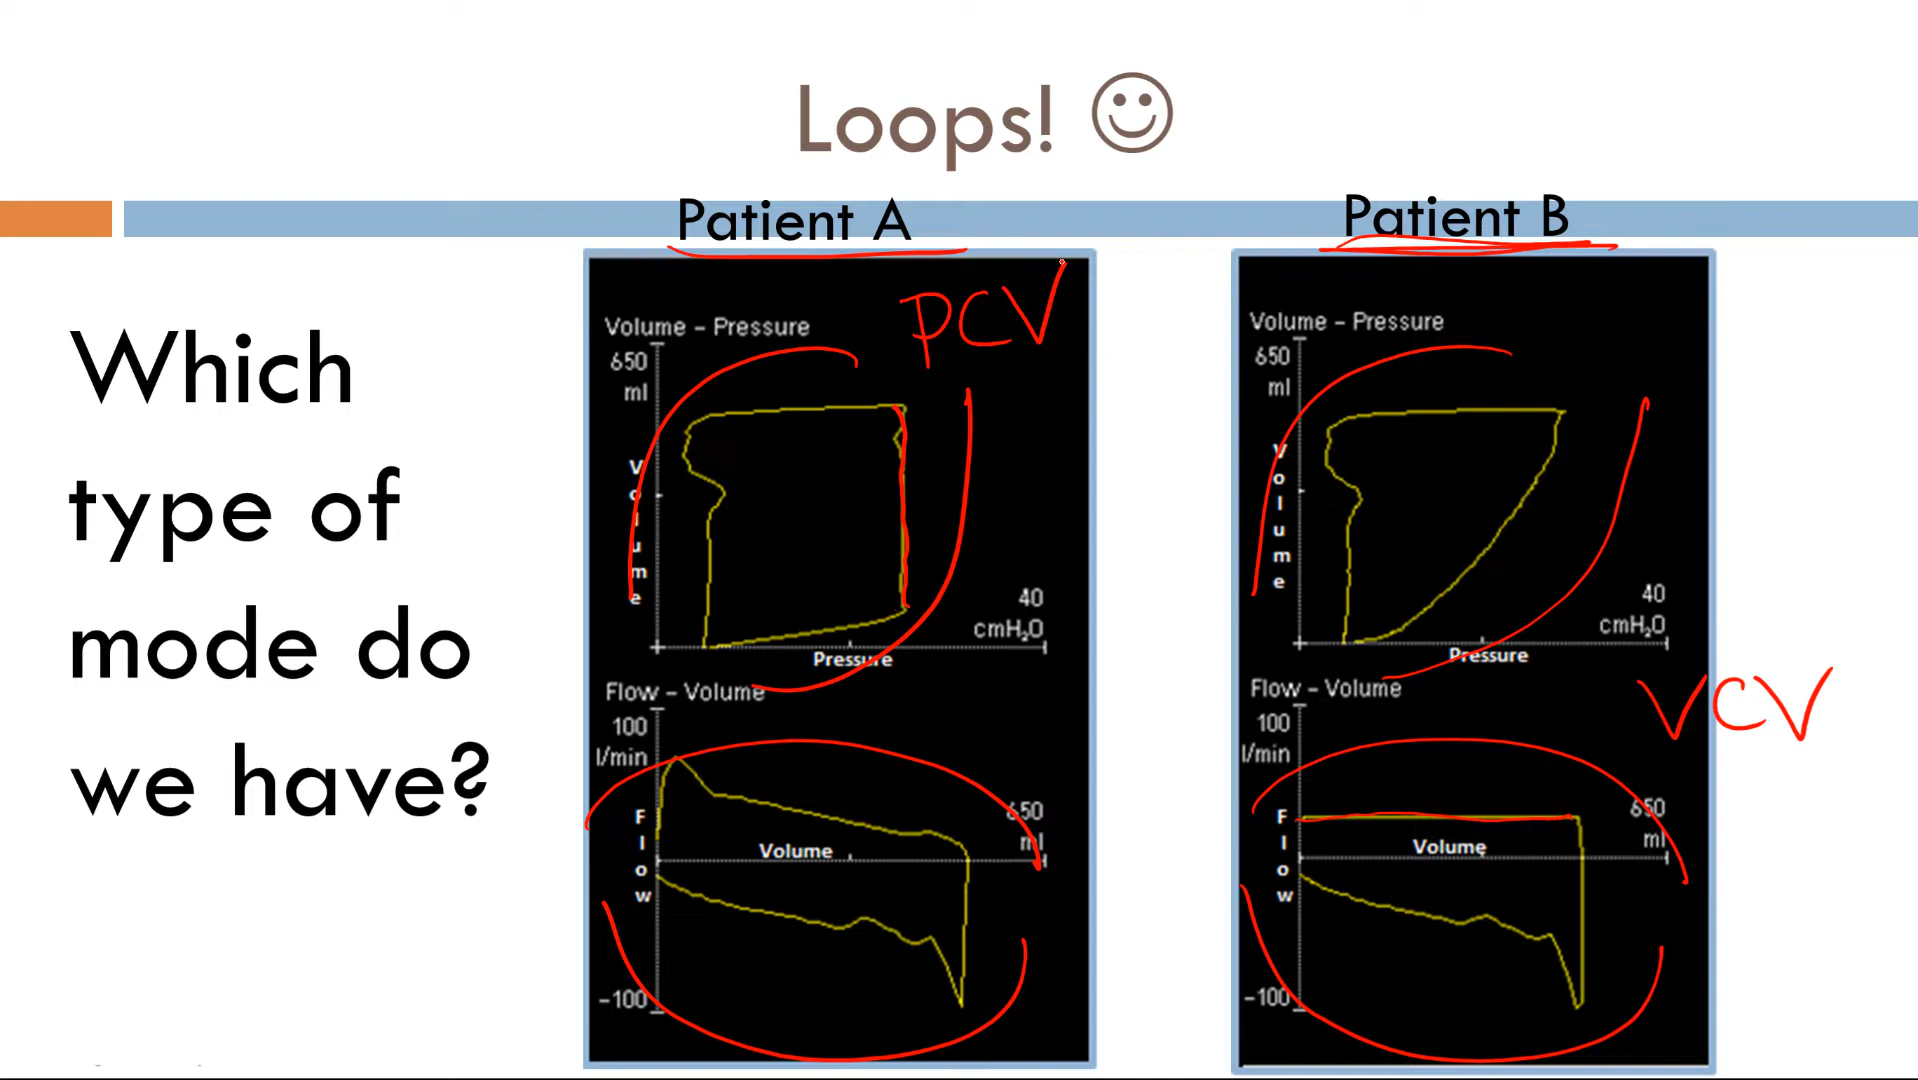 Loops! ☺
Patient A
Patient B
Which
type of
mode do
we have?
PCV
Volume – Pressure
650
ml
Volume
40
cmH₂O
Pressure
Flow – Volume
100
l/min
Flow
650
ml
Volume
–100
Volume – Pressure
650
ml
Volume
40
cmH₂O
Pressure
VCV
Flow – Volume
100
l/min
Flow
650
ml
Volume
–100